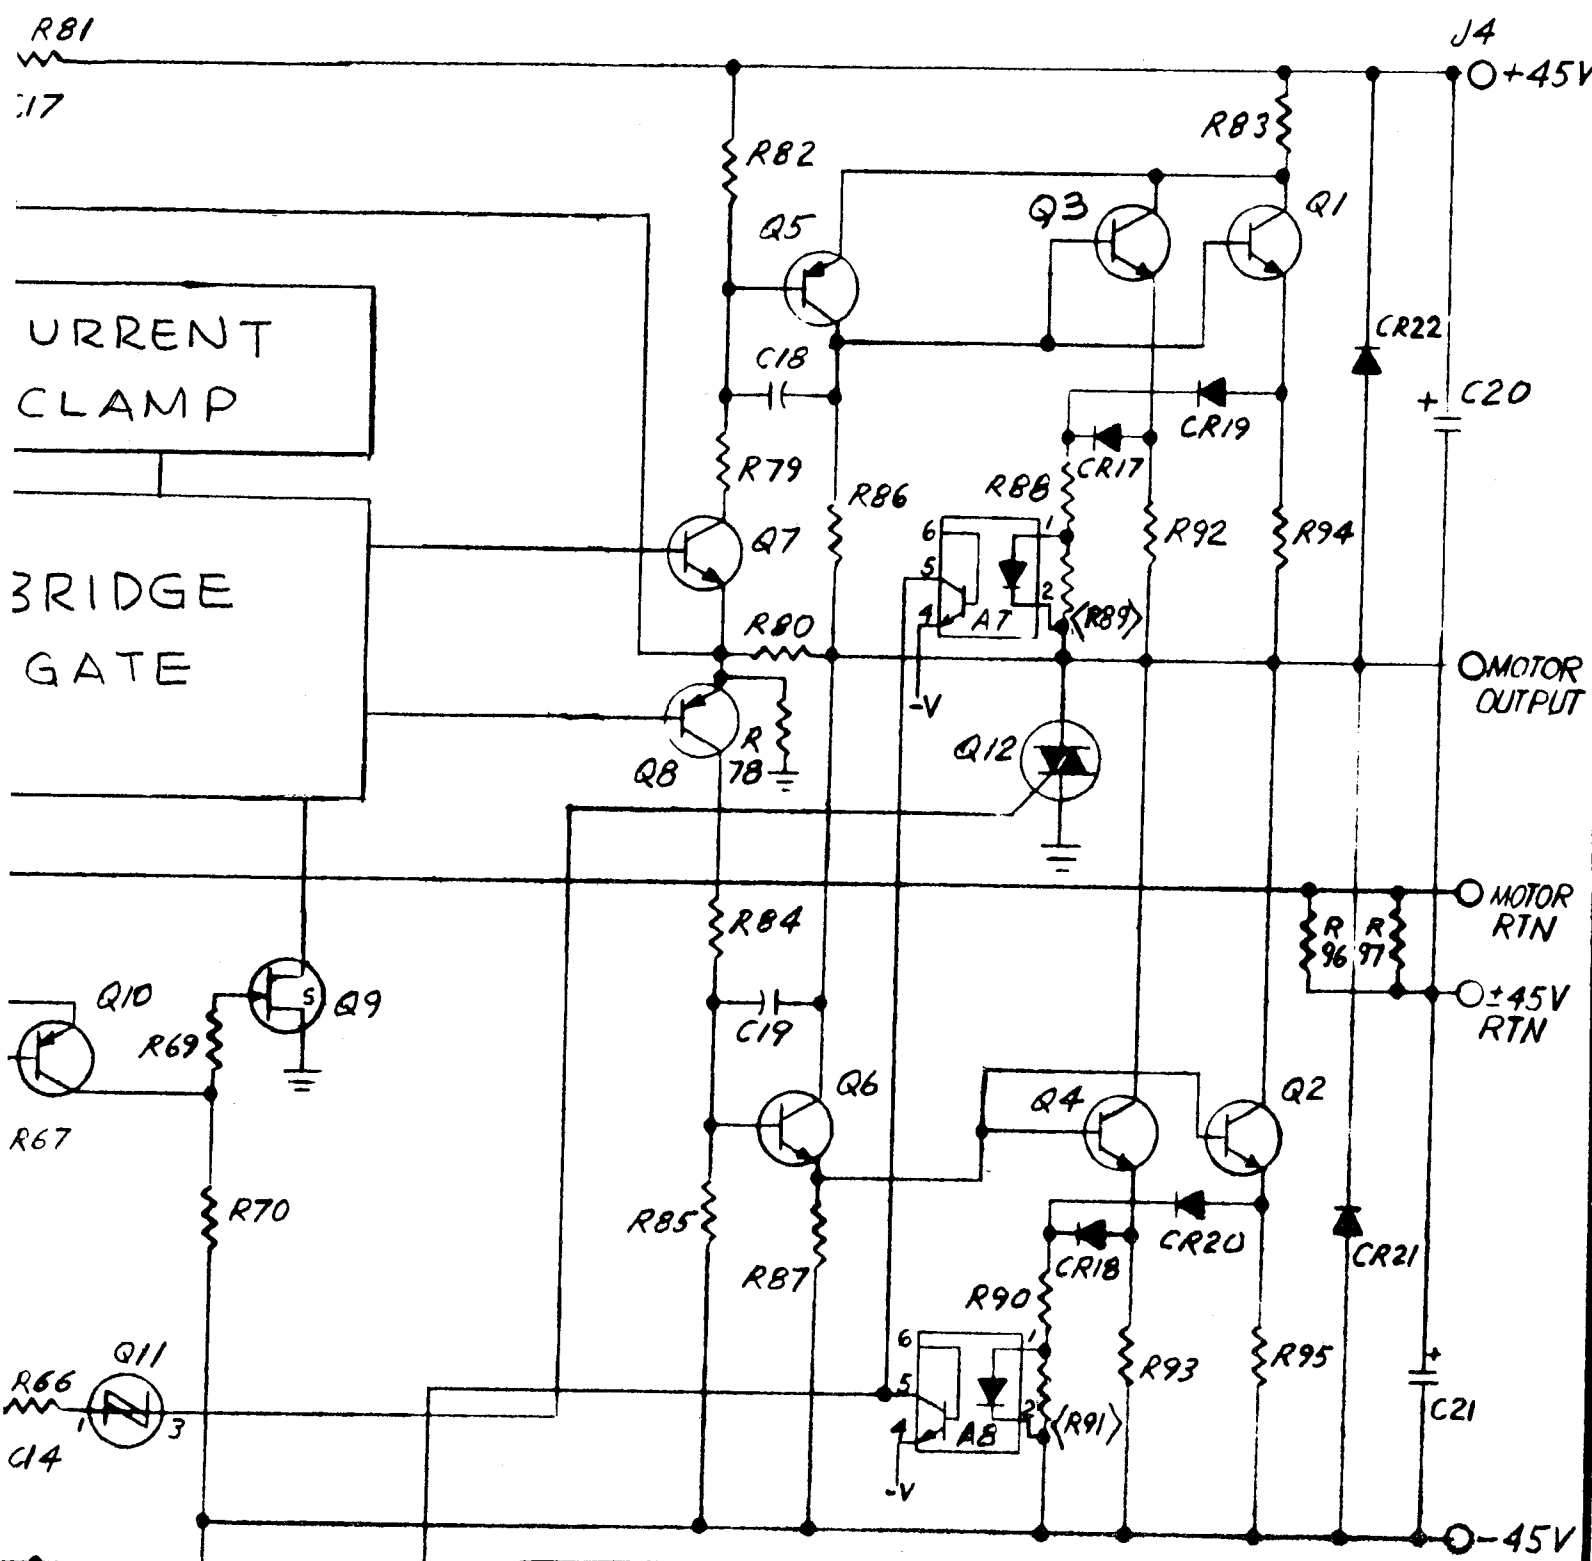 R81
J4
+45V
C17
R83
R82
Q3
Q1
Q5
URRENT
CLAMP
CR22
C18
+ C20
CR19
CR17
R79
R88
R86
Q7
R92
R94
6
1
5
2
4
A7
<R89>
BRIDGE
GATE
R80
MOTOR
OUTPUT
-V
Q12
Q8
R
78
MOTOR
RTN
R84
R R
96 97
Q10
S
Q9
±45V
RTN
C19
R69
Q6
Q4
Q2
R67
R70
R85
CR20
CR21
CR18
R87
R90
Q11
6
1
R66
5
R93
R95
+
1
3
4
2
A8
<R91>
C21
C14
-V
-45V